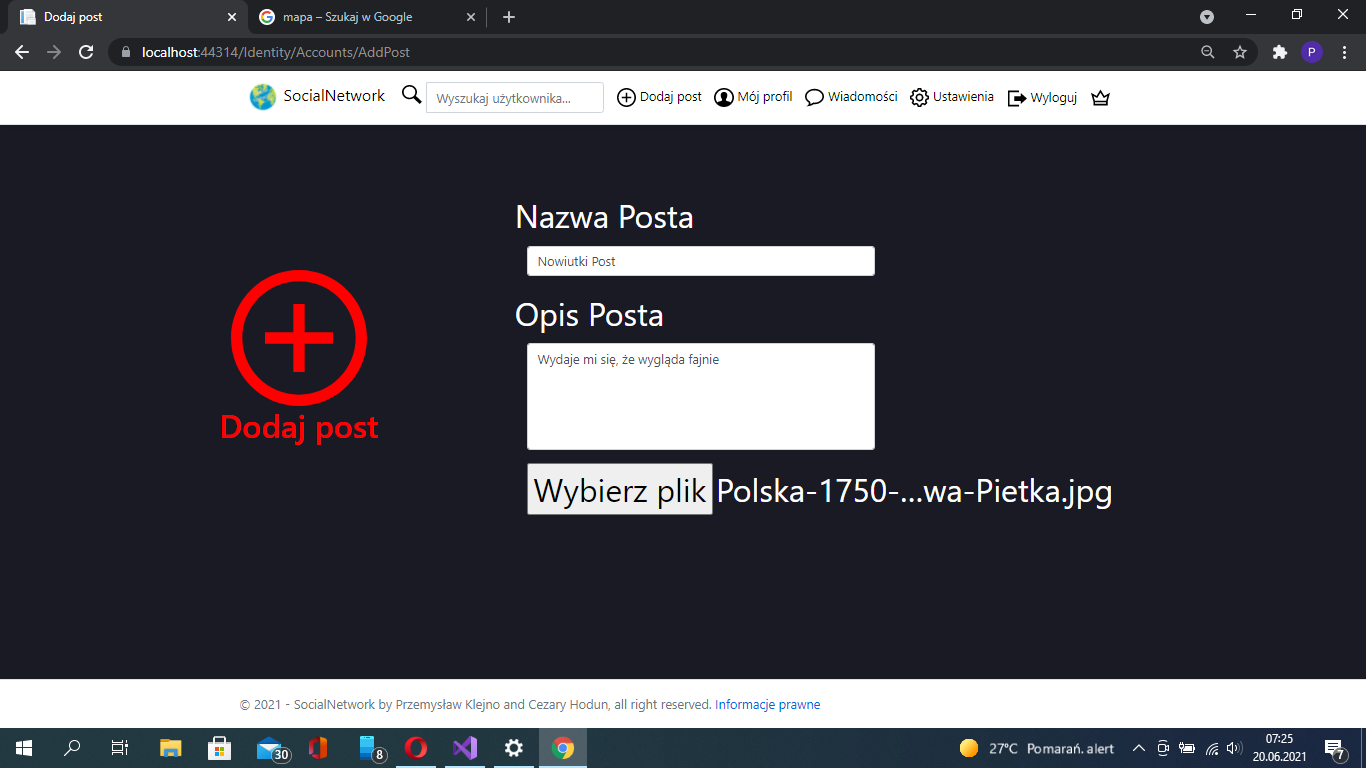 Dodaj post
mapa – Szukaj w Google
localhost:44314/Identity/Accounts/AddPost
P
SocialNetwork
Wyszukaj użytkownika...
Dodaj post
Mój profil
Wiadomości
Ustawienia
Wyloguj
Nazwa Posta
Nowiutki Post
Opis Posta
Wydaje mi się, że wygląda fajnie
Dodaj post
Wybierz plik Polska-1750-...wa-Pietka.jpg
© 2021 - SocialNetwork by Przemysław Klejno and Cezary Hodun, all right reserved. Informacje prawne
30
8
27°C Pomarań. alert
07:25
20.06.2021
7